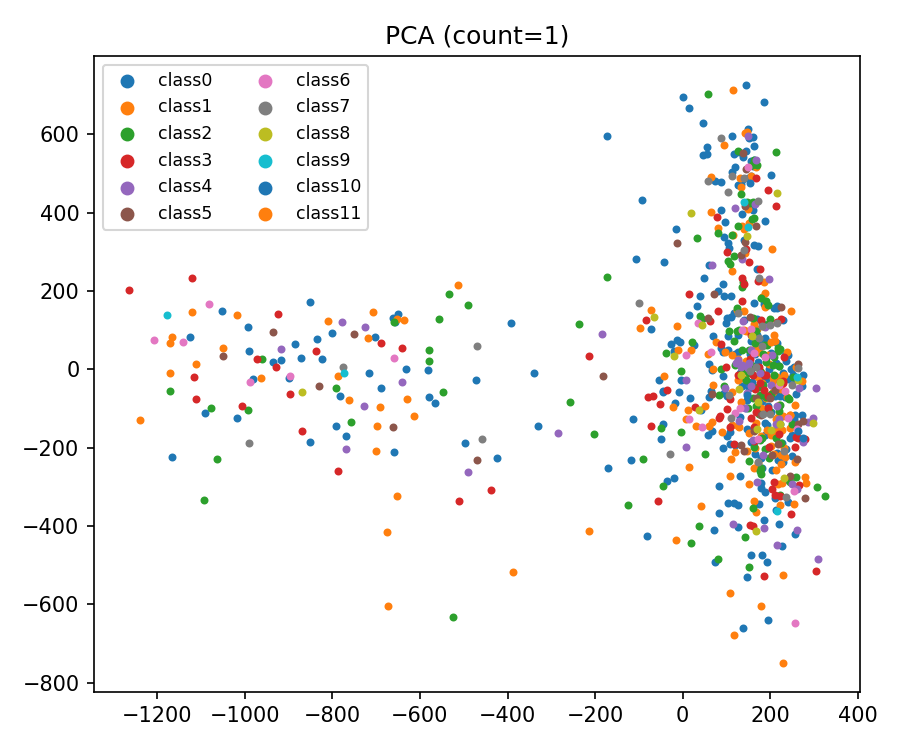 PCA (count=1)
class0
class1
class2
class3
class4
class5
class6
class7
class8
class9
class10
class11
600
400
200
0
−200
−400
−600
−800
−1200 −1000 −800 −600 −400 −200 0 200 400